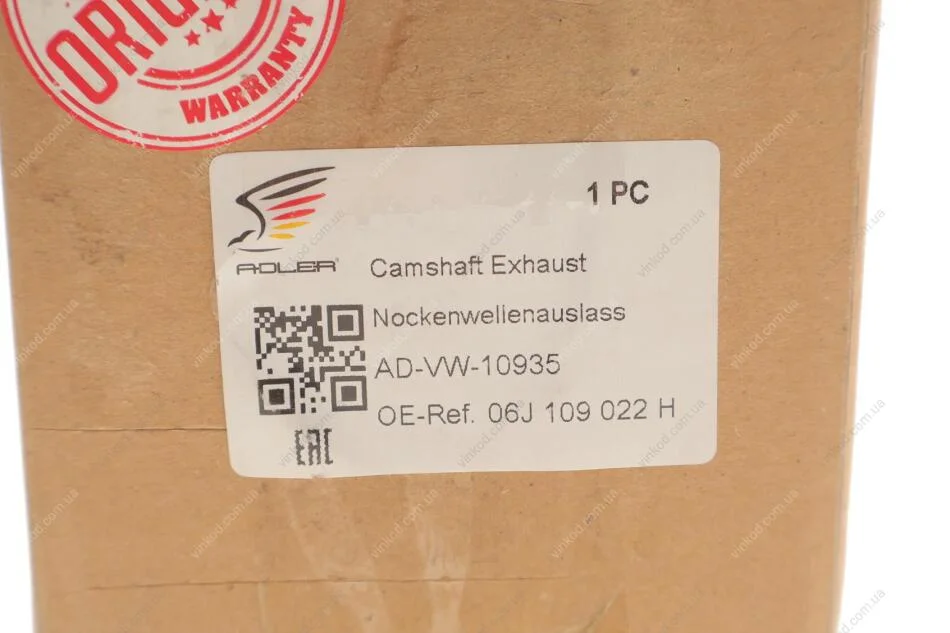 WARRANTY
1 PC
ADLER
Camshaft Exhaust
Nockenwellenauslass
AD-VW-10935
OE-Ref. 06J 109 022 H
EAC
vinkod.com.ua